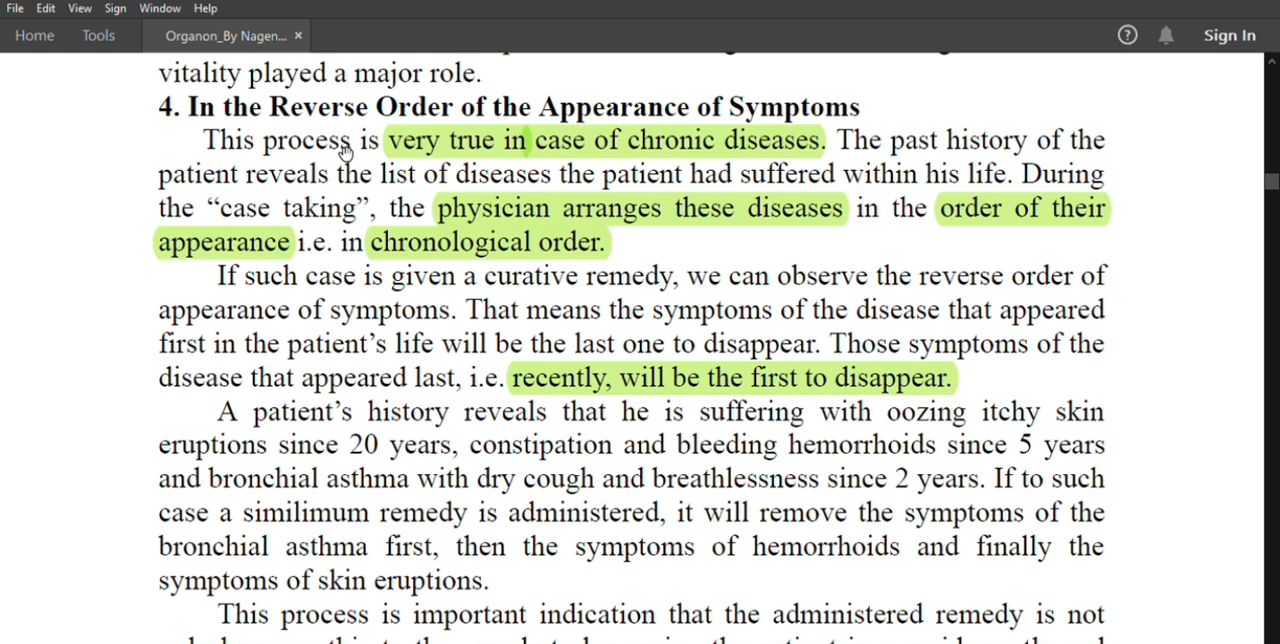 File Edit View Sign Window Help
Home Tools Organon_By Nagen... × ? Sign In
vitality played a major role.
4. In the Reverse Order of the Appearance of Symptoms
This process is very true in case of chronic diseases. The past history of the
patient reveals the list of diseases the patient had suffered within his life. During
the “case taking”, the physician arranges these diseases in the order of their
appearance i.e. in chronological order.
If such case is given a curative remedy, we can observe the reverse order of
appearance of symptoms. That means the symptoms of the disease that appeared
first in the patient’s life will be the last one to disappear. Those symptoms of the
disease that appeared last, i.e. recently, will be the first to disappear.
A patient’s history reveals that he is suffering with oozing itchy skin
eruptions since 20 years, constipation and bleeding hemorrhoids since 5 years
and bronchial asthma with dry cough and breathlessness since 2 years. If to such
case a similimum remedy is administered, it will remove the symptoms of the
bronchial asthma first, then the symptoms of hemorrhoids and finally the
symptoms of skin eruptions.
This process is important indication that the administered remedy is not